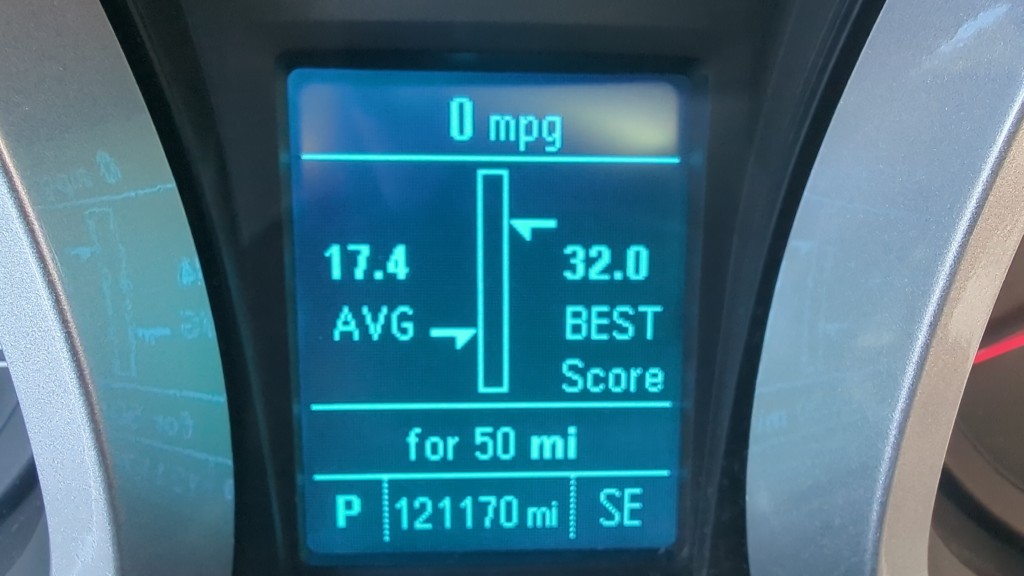 0 mpg
17.4
AVG
32.0
BEST
Score
for 50 mi
P 121170 mi SE